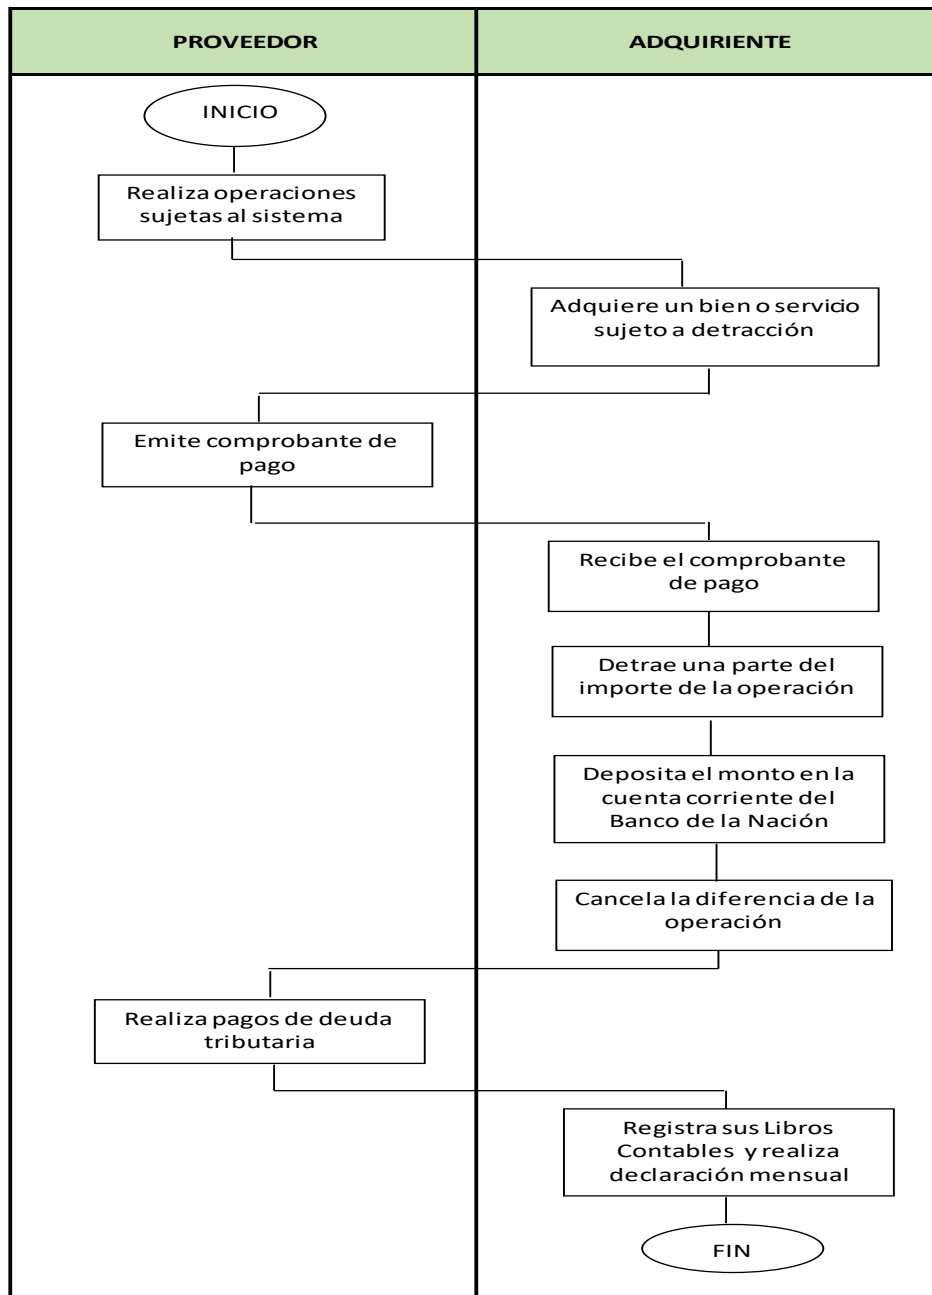 PROVEEDOR
ADQUIRIENTE
INICIO
Realiza operaciones
sujetas al sistema
Adquiere un bien o servicio
sujeto a detracción
Emite comprobante de
pago
Recibe el comprobante
de pago
Detrae una parte del
importe de la operación
Deposita el monto en la
cuenta corriente del
Banco de la Nación
Cancela la diferencia de la
operación
Realiza pagos de deuda
tributaria
Registra sus Libros
Contables y realiza
declaración mensual
FIN